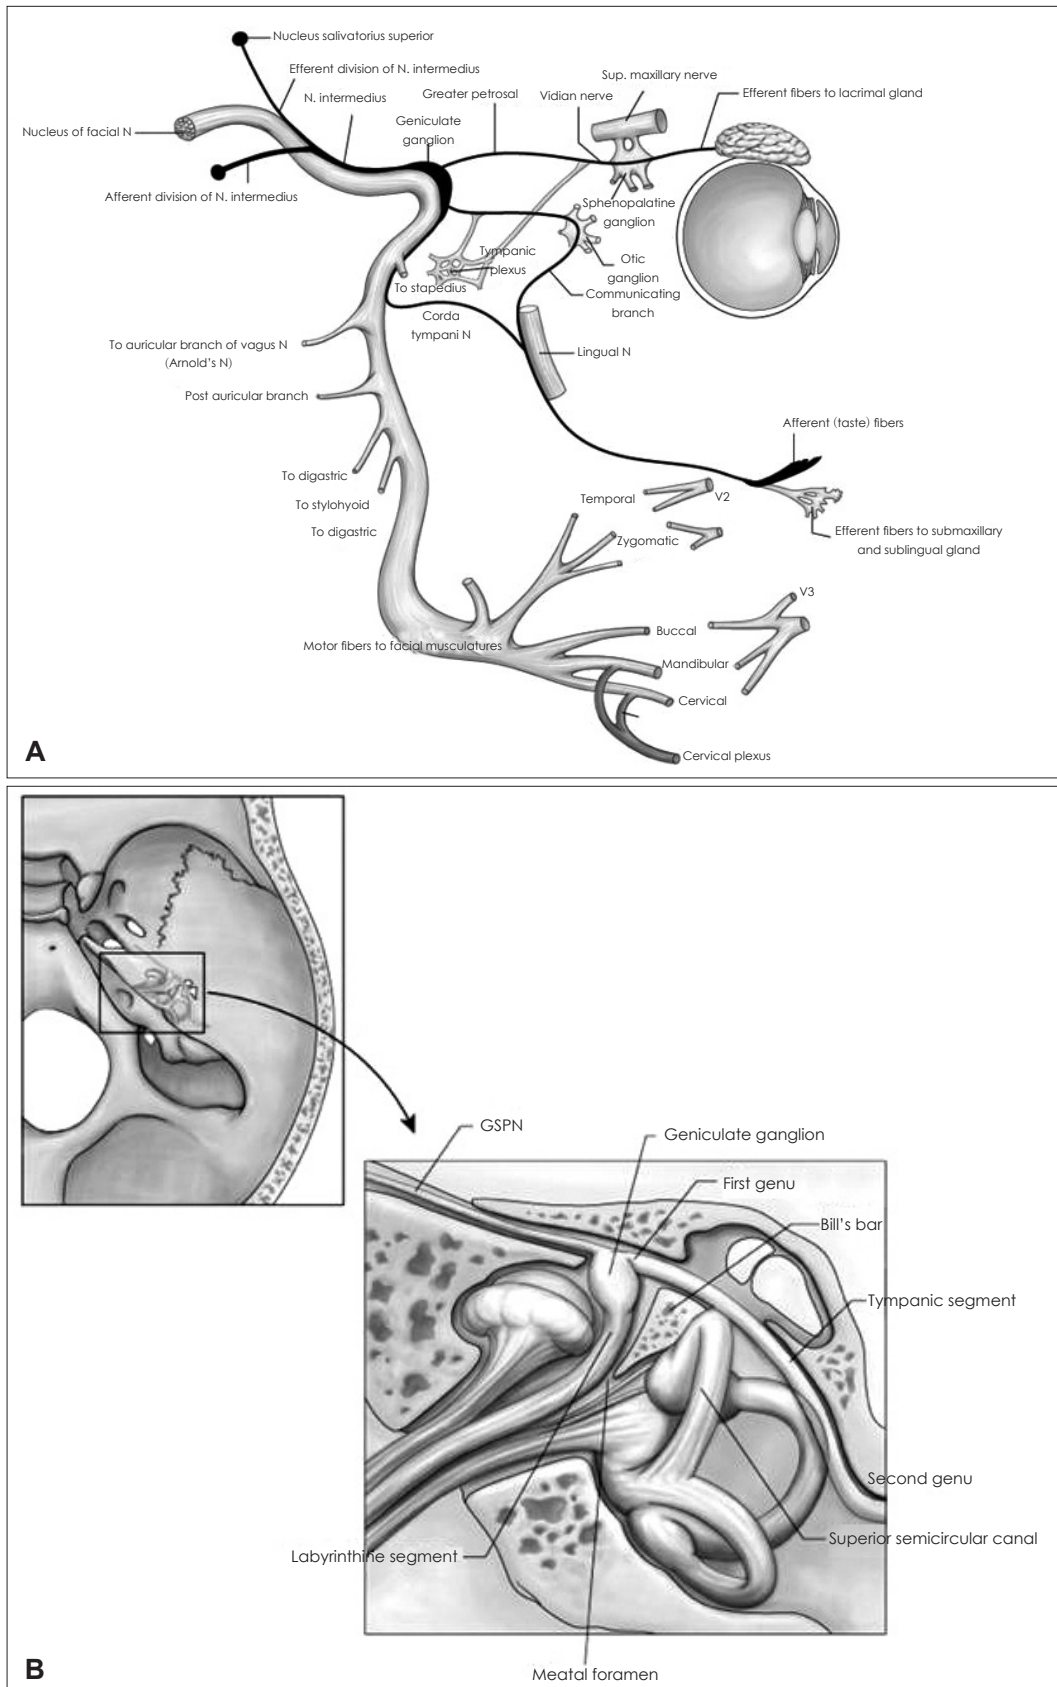 Nucleus salivatorius superior
Efferent division of N. intermedius
Sup. maxillary nerve
N. intermedius
Greater petrosal
Vidian nerve
Efferent fibers to lacrimal gland
Nucleus of facial N
Geniculate
ganglion
Afferent division of N. intermedius
Sphenopalatine
ganglion
Tympanic
plexus
Otic
ganglion
To stapedius
Communicating
branch
Corda
tympani N
To auricular branch of vagus N
(Arnold's N)
Lingual N
Post auricular branch
Afferent (taste) fibers
To digastric
Temporal
V2
To stylohyoid
To digastric
Zygomatic
Efferent fibers to submaxillary
and sublingual gland
V3
Buccal
Motor fibers to facial musculatures
Mandibular
Cervical
Cervical plexus
A
GSPN
Geniculate ganglion
First genu
Bill's bar
Tympanic segment
Second genu
Superior semicircular canal
Labyrinthine segment
Meatal foramen
B